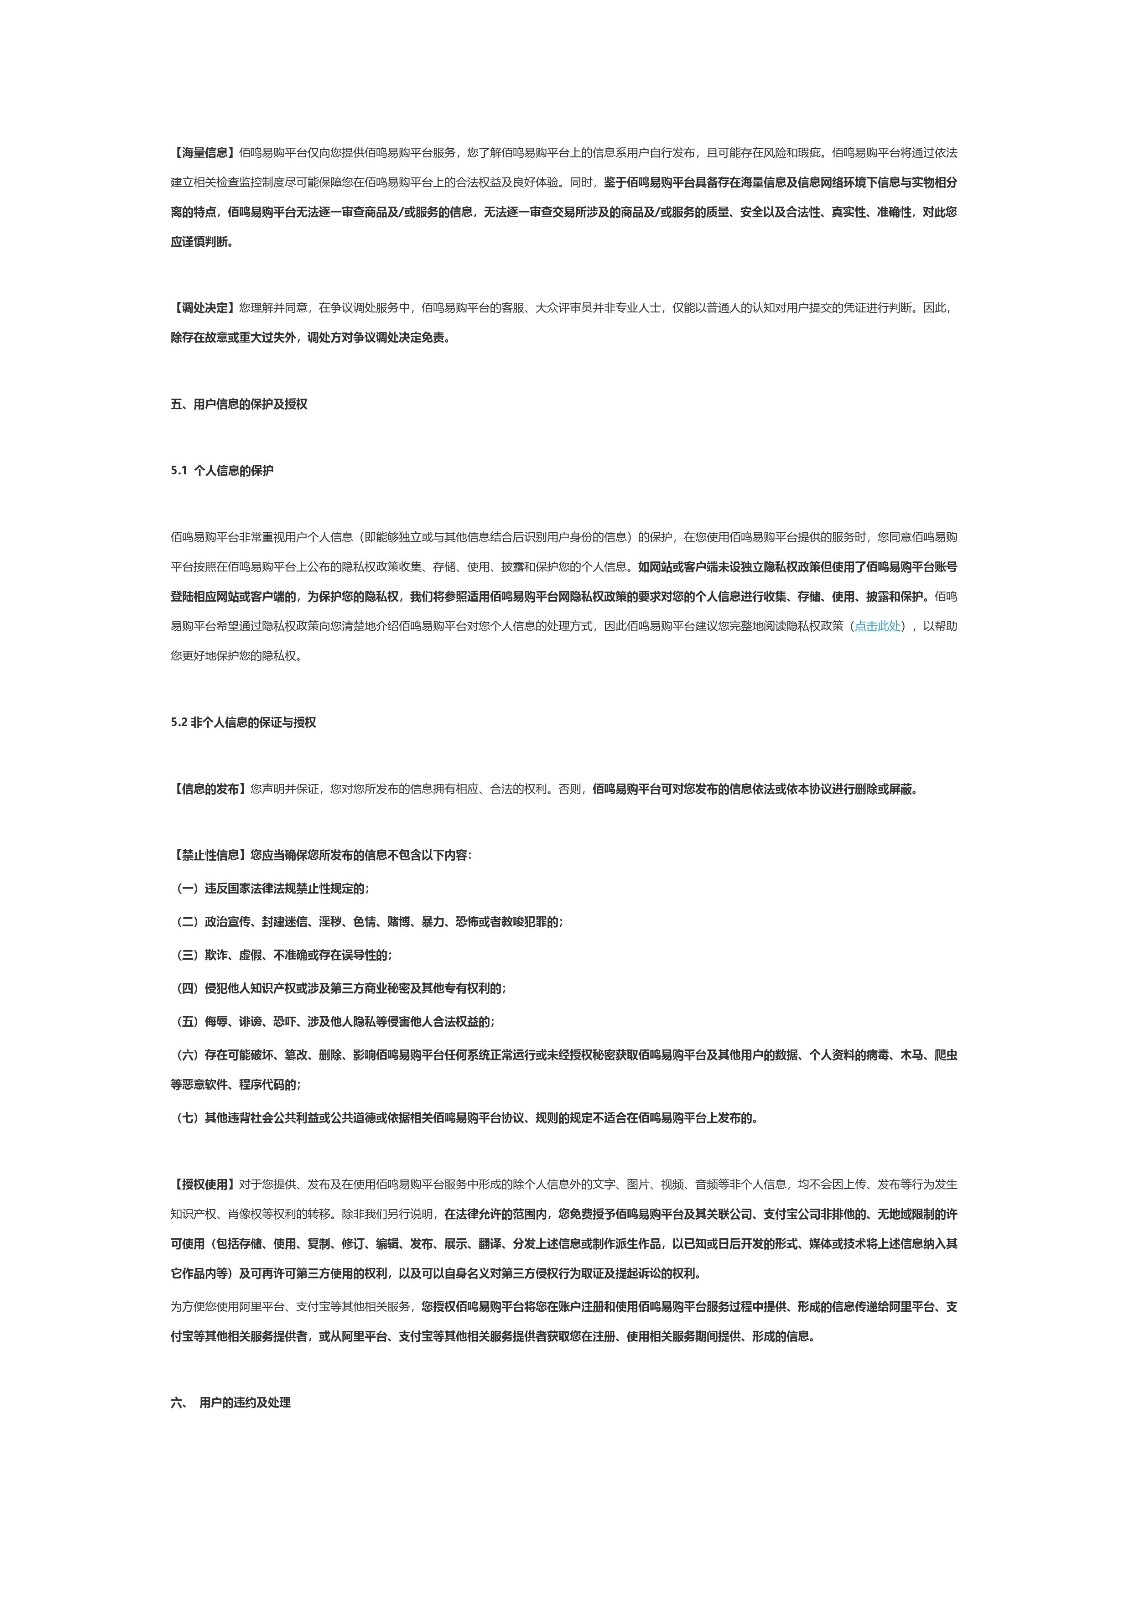 【海量信息】佰鸣易购平台仅向您提供佰鸣易购平台服务，您了解佰鸣易购平台上的信息系用户自行发布，且可能存在风险和瑕疵。佰鸣易购平台将通过依法
建立相关检查监控制度尽可能保障您在佰鸣易购平台上的合法权益及良好体验。同时，鉴于佰鸣易购平台具备存在海量信息及信息网络环境下信息与实物相分
离的特点，佰鸣易购平台无法逐一审查商品及/或服务的信息，无法逐一审查交易所涉及的商品及/或服务的质量、安全以及合法性、真实性、准确性，对此您
应谨慎判断。
【调处决定】您理解并同意，在争议调处服务中，佰鸣易购平台的客服、大众评审员并非专业人士，仅能以普通人的认知对用户提交的凭证进行判断。因此，
除存在故意或重大过失外，调处方对争议调处决定免责。
五、用户信息的保护及授权
5.1 个人信息的保护
佰鸣易购平台非常重视用户个人信息（即能够独立或与其他信息结合后识别用户身份的信息）的保护，在您使用佰鸣易购平台提供的服务时，您同意佰鸣易购
平台按照在佰鸣易购平台上公布的隐私权政策收集、存储、使用、披露和保护您的个人信息。如网站或客户端未设独立隐私权政策但使用了佰鸣易购平台账号
登陆相应网站或客户端的，为保护您的隐私权，我们将参照适用佰鸣易购平台网隐私权政策的要求对您的个人信息进行收集、存储、使用、披露和保护。佰鸣
易购平台希望通过隐私权政策向您清楚地介绍佰鸣易购平台对您个人信息的处理方式，因此佰鸣易购平台建议您完整地阅读隐私权政策（点击此处），以帮助
您更好地保护您的隐私权。
5.2 非个人信息的保证与授权
【信息的发布】您声明并保证，您对您所发布的信息拥有相应、合法的权利。否则，佰鸣易购平台可对您发布的信息依法或依本协议进行删除或屏蔽。
【禁止性信息】您应当确保您所发布的信息不包含以下内容：
（一）违反国家法律法规禁止性规定的；
（二）政治宣传、封建迷信、淫秽、色情、赌博、暴力、恐怖或者教唆犯罪的；
（三）欺诈、虚假、不准确或存在误导性的；
（四）侵犯他人知识产权或涉及第三方商业秘密及其他专有权利的；
（五）侮辱、诽谤、恐吓、涉及他人隐私等侵害他人合法权益的；
（六）存在可能破坏、篡改、删除、影响佰鸣易购平台任何系统正常运行或未经授权秘密获取佰鸣易购平台及其他用户的数据、个人资料的病毒、木马、爬虫
等恶意软件、程序代码的；
（七）其他违背社会公共利益或公共道德或依据相关佰鸣易购平台协议、规则的规定不适合在佰鸣易购平台上发布的。
【授权使用】对于您提供、发布及在使用佰鸣易购平台服务中形成的除个人信息外的文字、图片、视频、音频等非个人信息，均不会因上传、发布等行为发生
知识产权、肖像权等权利的转移。除非我们另行说明，在法律允许的范围内，您免费授予佰鸣易购平台及其关联公司、支付宝公司非排他的、无地域限制的许
可使用（包括存储、使用、复制、修订、编辑、发布、展示、翻译、分发上述信息或制作派生作品，以已知或日后开发的形式、媒体或技术将上述信息纳入其
它作品内等）及可再许可第三方使用的权利，以及可以自身名义对第三方侵权行为取证及提起诉讼的权利。
为方便您使用阿里平台、支付宝等其他相关服务，您授权佰鸣易购平台将您在账户注册和使用佰鸣易购平台服务过程中提供、形成的信息传递给阿里平台、支
付宝等其他相关服务提供者，或从阿里平台、支付宝等其他相关服务提供者获取您在注册、使用相关服务期间提供、形成的信息。
六、 用户的违约及处理